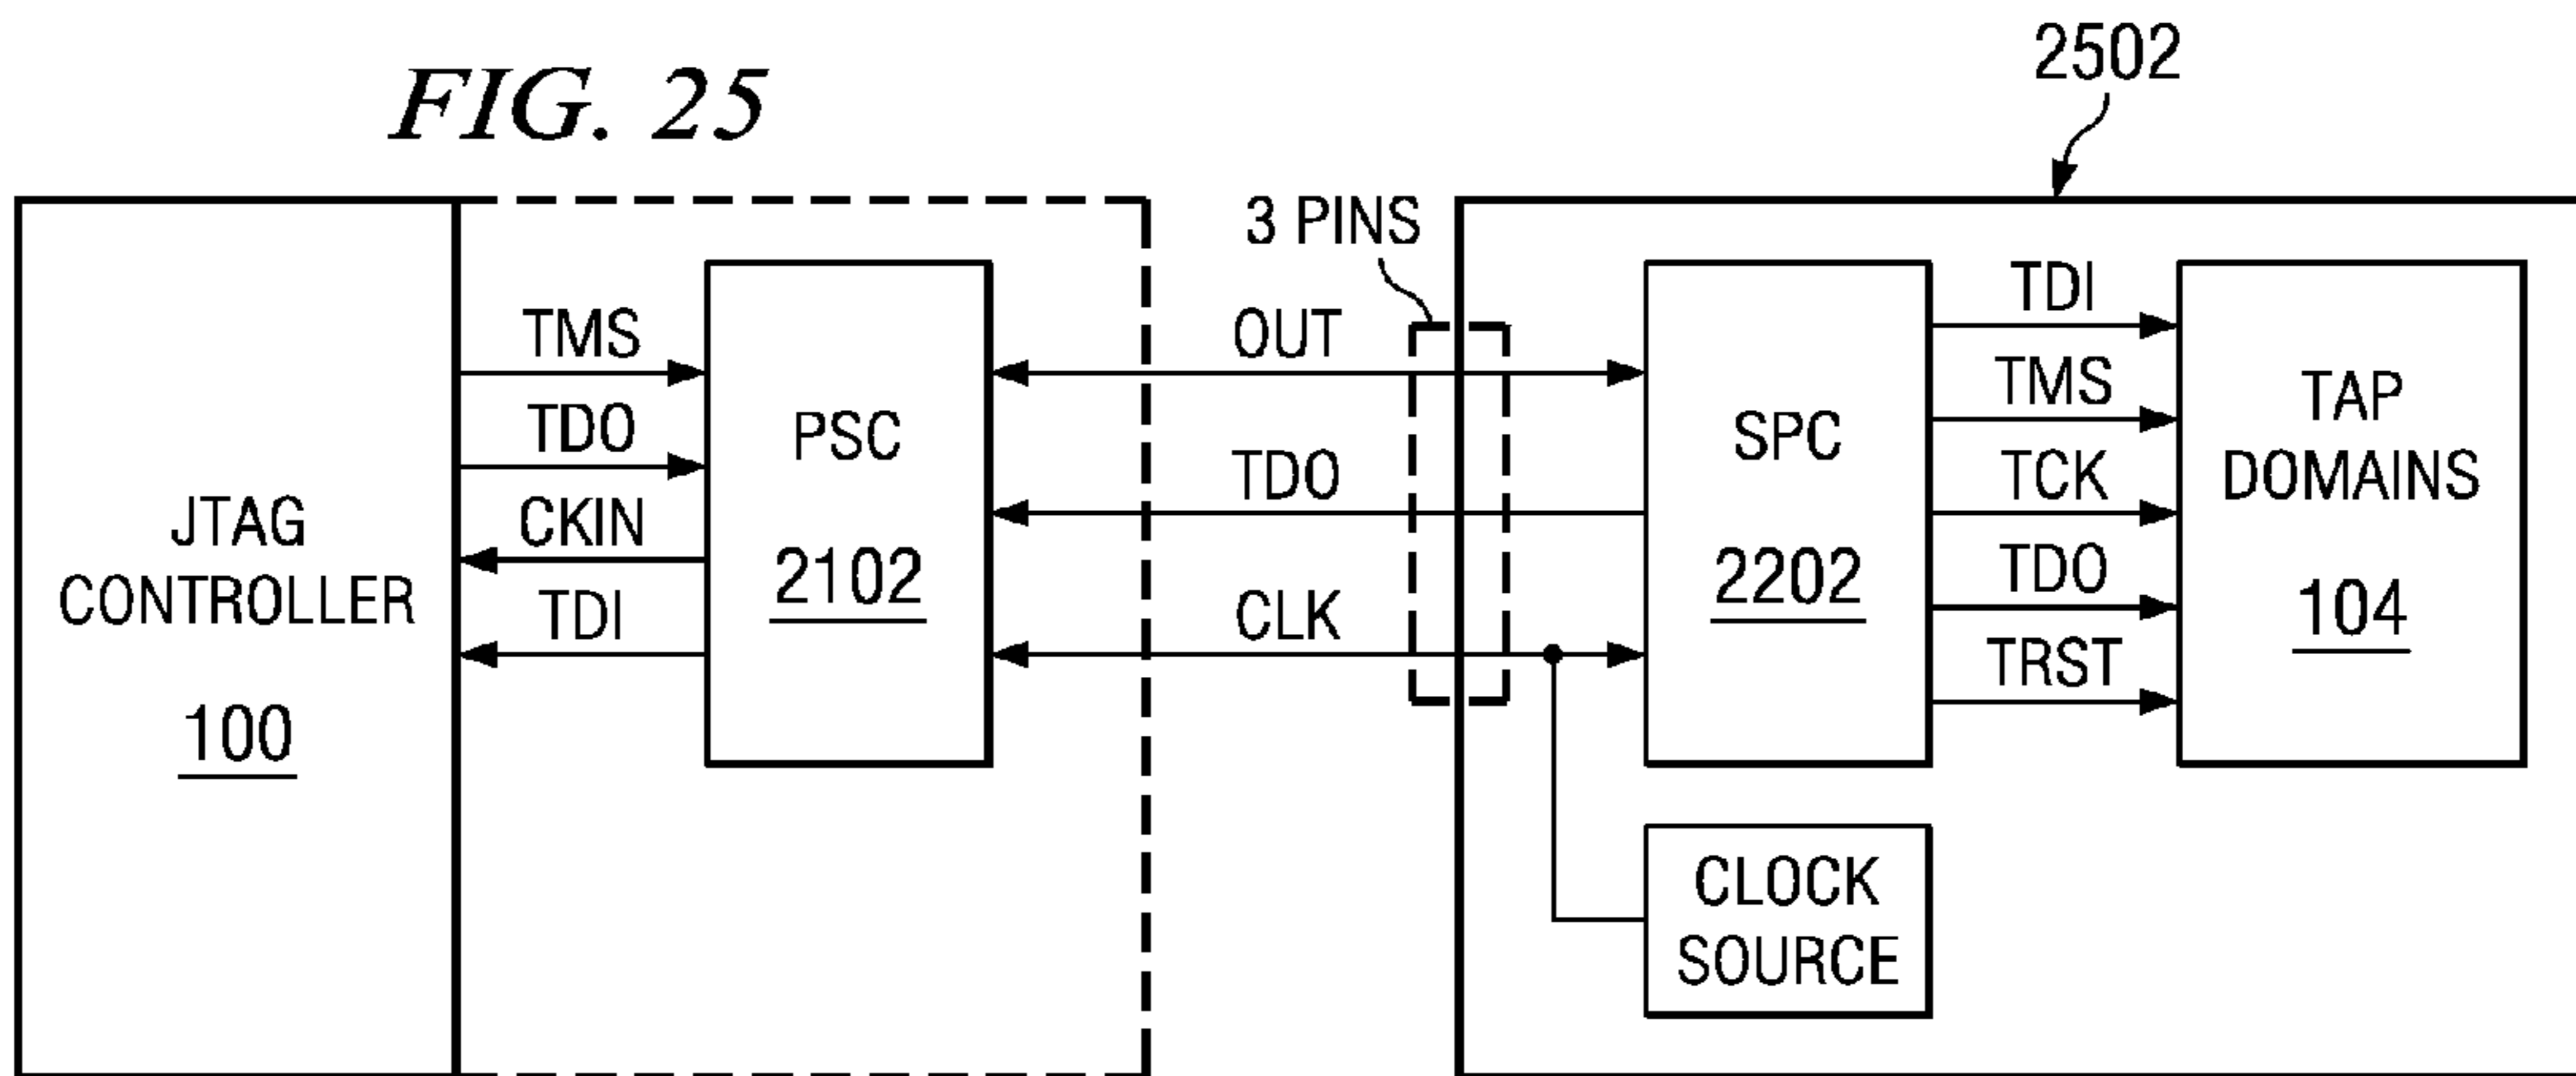 FIG. 25
2502
3 PINS
JTAG
CONTROLLER
100
TMS
TDO
CKIN
TDI
PSC
2102
OUT
TDO
CLK
SPC
2202
TDI
TMS
TCK
TDO
TRST
TAP
DOMAINS
104
CLOCK
SOURCE